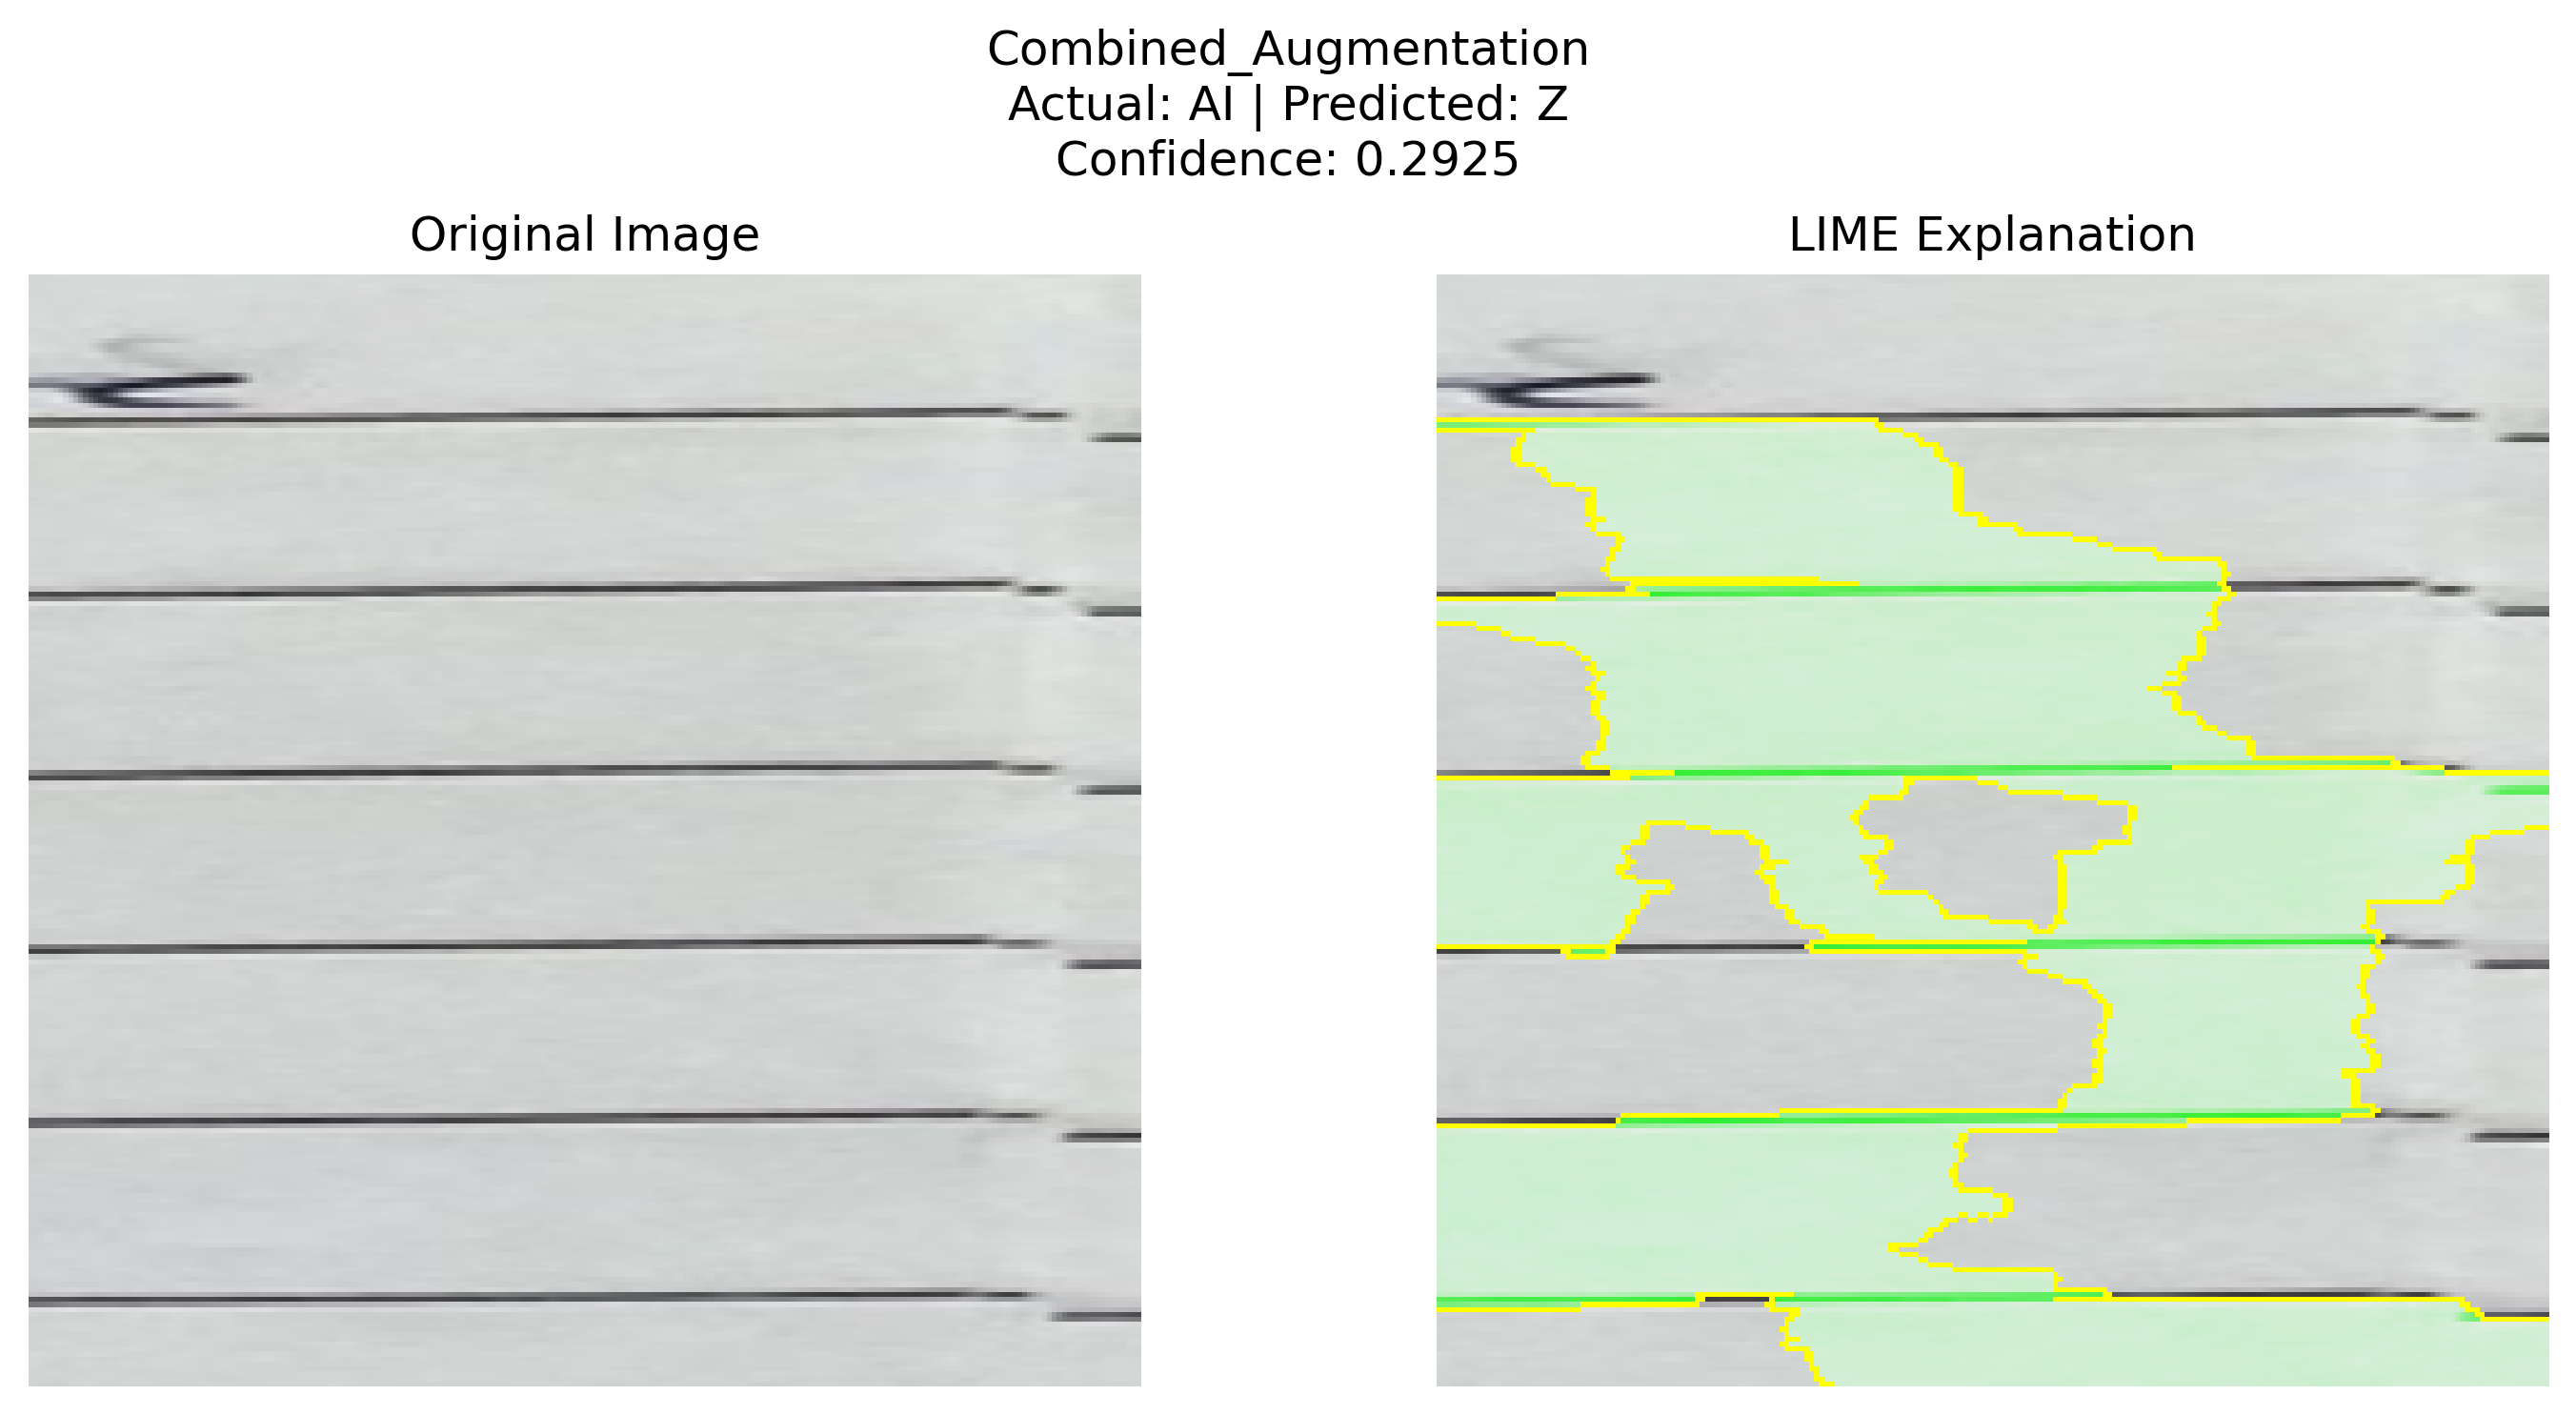 Combined_Augmentation
Actual: AI | Predicted: Z
Confidence: 0.2925
Original Image
LIME Explanation